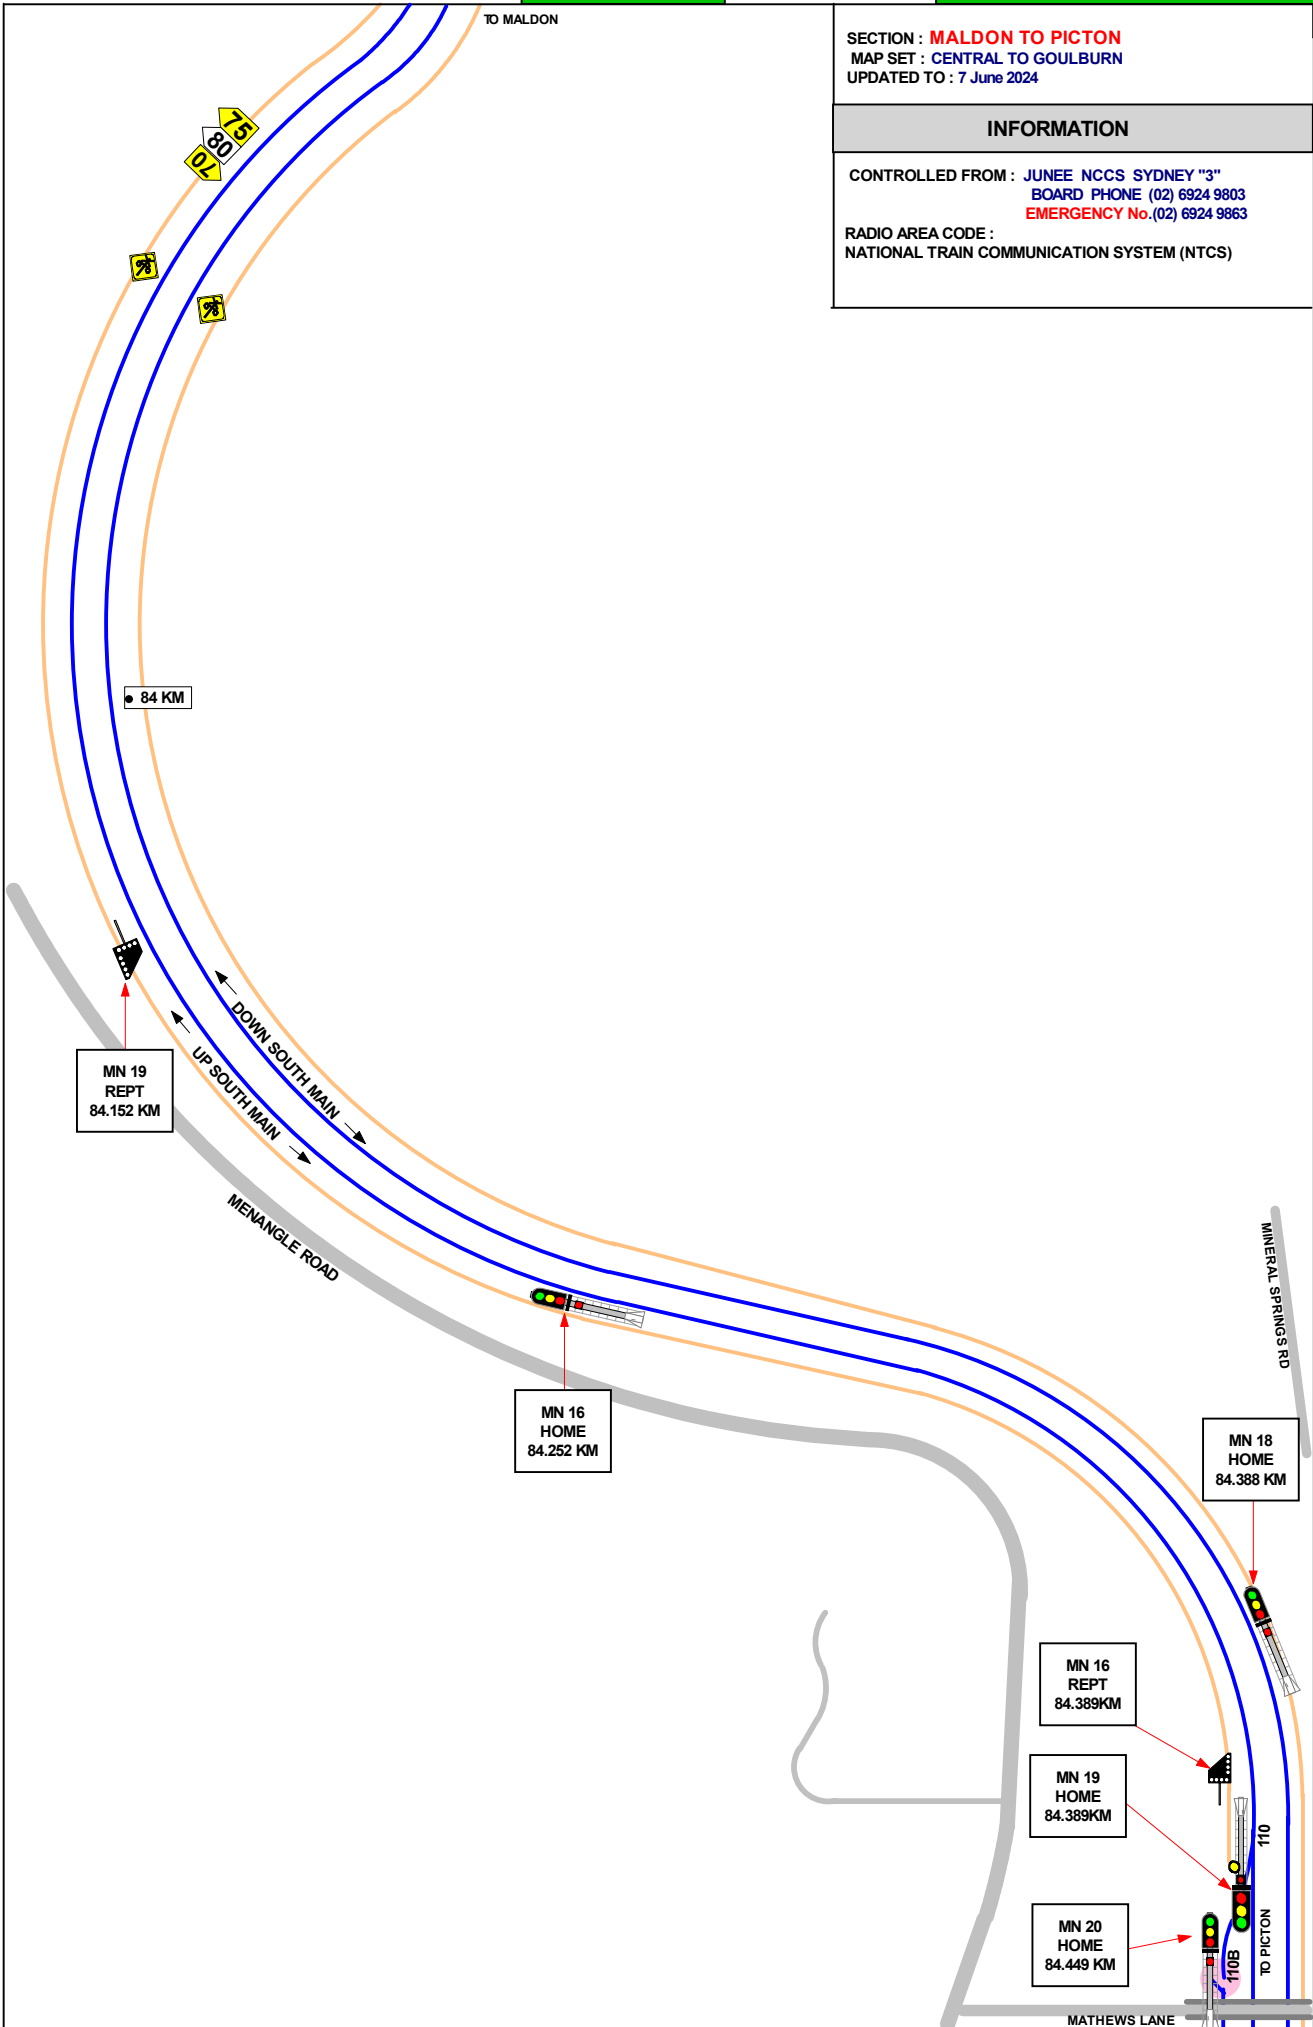 TO MALDON
SECTION : MALDON TO PICTON
MAP SET : CENTRAL TO GOULBURN
UPDATED TO : 7 June 2024
INFORMATION
CONTROLLED FROM : JUNEE NCCS SYDNEY "3"
BOARD PHONE (02) 6924 9803
EMERGENCY No.(02) 6924 9863
RADIO AREA CODE :
NATIONAL TRAIN COMMUNICATION SYSTEM (NTCS)
75
80
70
84 KM
DOWN SOUTH MAIN
UP SOUTH MAIN
MN 19
REPT
84.152 KM
MENANGLE ROAD
MINERAL SPRINGS RD
MN 16
HOME
84.252 KM
MN 18
HOME
84.388 KM
MN 16
REPT
84.389KM
MN 19
HOME
84.389KM
110
MN 20
HOME
84.449 KM
110B
TO PICTON
MATHEWS LANE